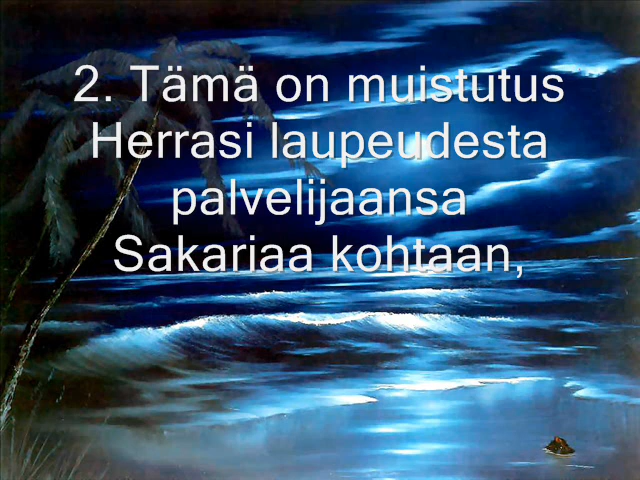 2. Tämä on muistutus
Herrasi laupeudesta
palvelijaansa
Sakariaa kohtaan,